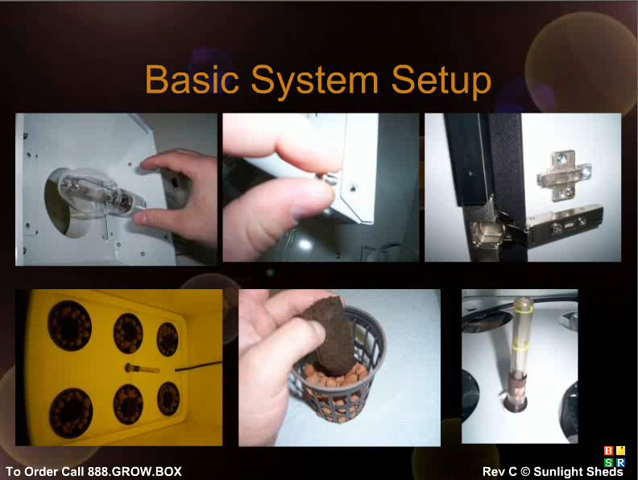 Basic System Setup
To Order Call 888.GROW.BOX
Rev C © Sunlight Sheds
B
S R